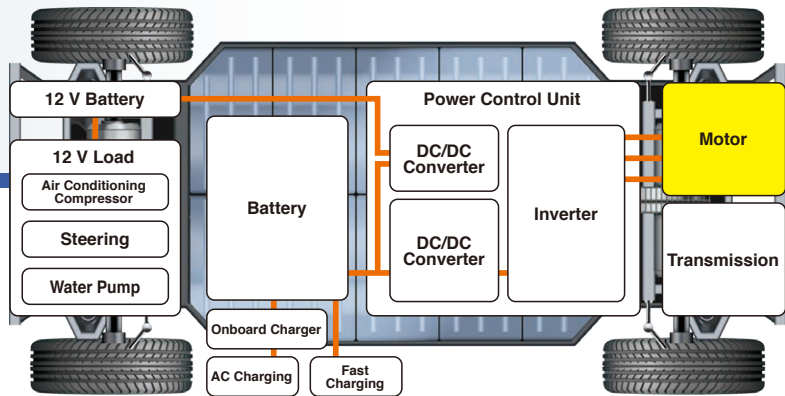 12 V Battery
12 V Load
Air Conditioning
Compressor
Steering
Water Pump
Battery
Onboard Charger
AC Charging
Fast
Charging
Power Control Unit
DC/DC
Converter
DC/DC
Converter
Inverter
Motor
Transmission